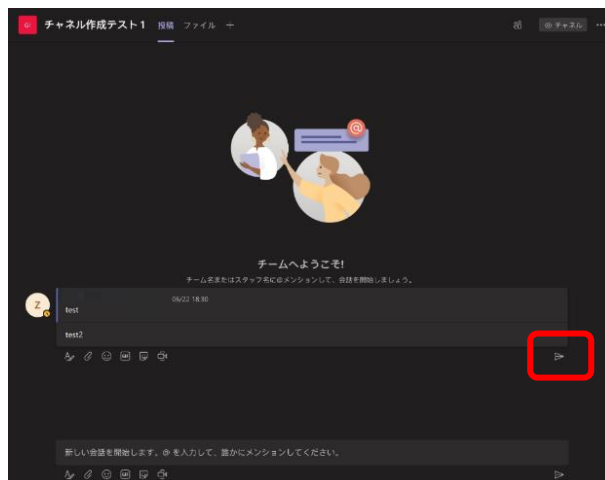 チャネル作成テスト1 投稿 ファイル +
チャネル
チームへようこそ!
チーム名またはスタッフ名に@メンションして、会話を開始しましょう。
Z
06/22 18:30
test
test2
新しい会話を開始します。@ を入力して、誰かにメンションしてください。